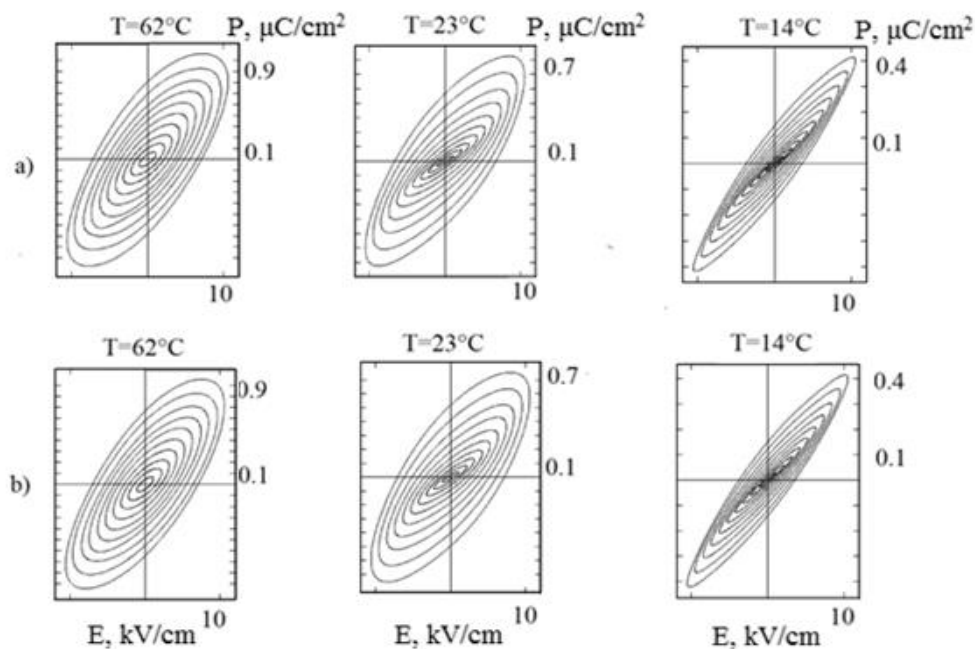 T=62°C P, μC/cm² T=23°C P, μC/cm² T=14°C P, μC/cm²
0.9 0.7 0.4
0.1 0.1 0.1
a)
10 10 10
T=62°C T=23°C T=14°C
0.9 0.7 0.4
0.1 0.1 0.1
b)
10 10 10
E, kV/cm E, kV/cm E, kV/cm